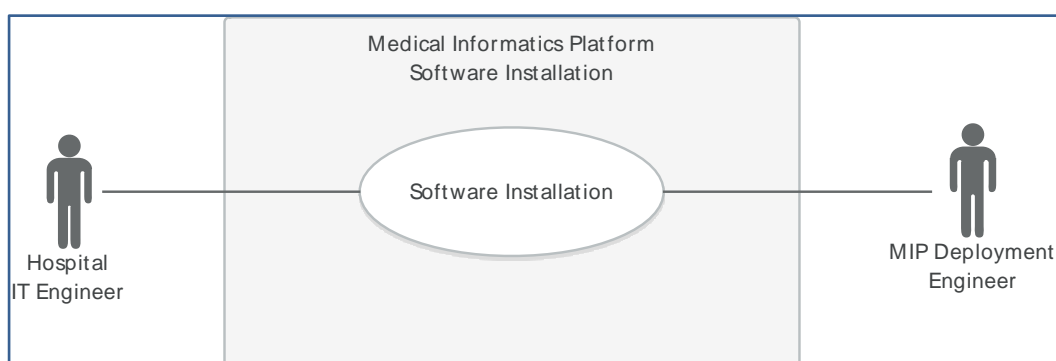 Medical Informatics Platform
Software Installation
Software Installation
Hospital
IT Engineer
MIP Deployment
Engineer